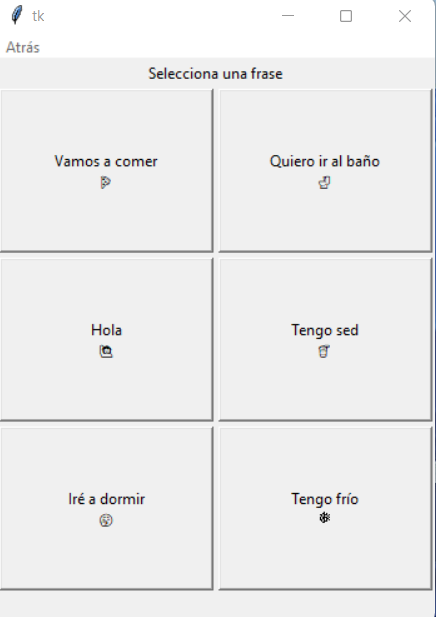 tk
Atrás
Selecciona una frase
Vamos a comer
Quiero ir al baño
Hola
Tengo sed
Iré a dormir
Tengo frío